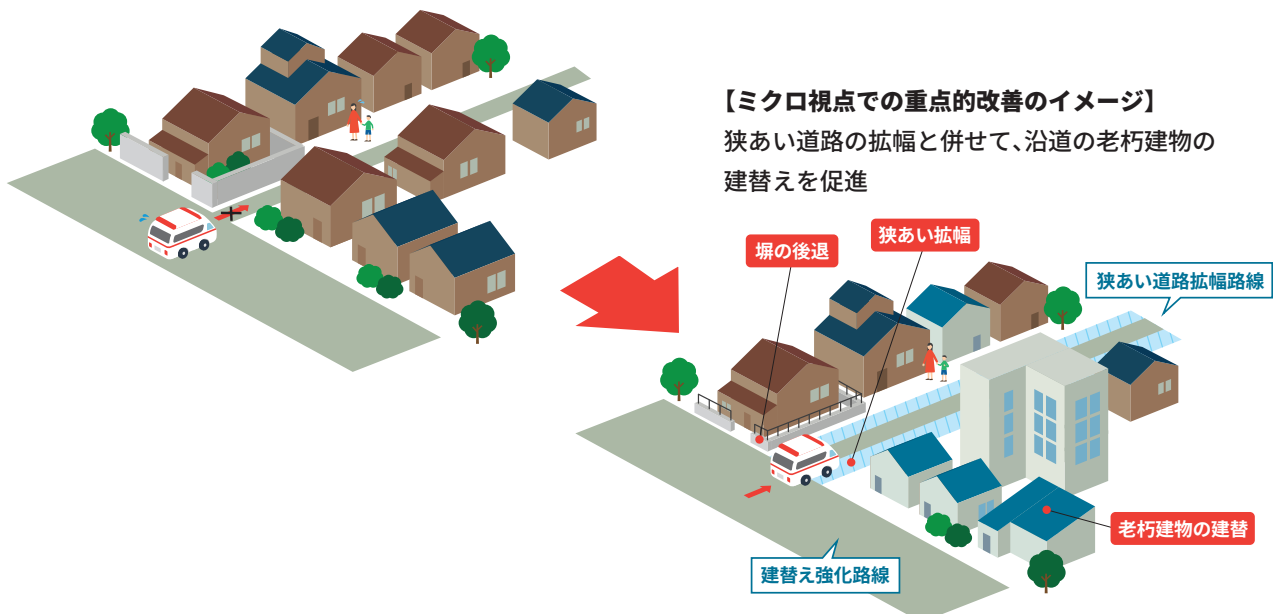 【ミクロ視点での重点的改善のイメージ】
狭あい道路の拡幅と併せて、沿道の老朽建物の
建替えを促進
塀の後退
狭あい拡幅
狭あい道路拡幅路線
老朽建物の建替
建替え強化路線